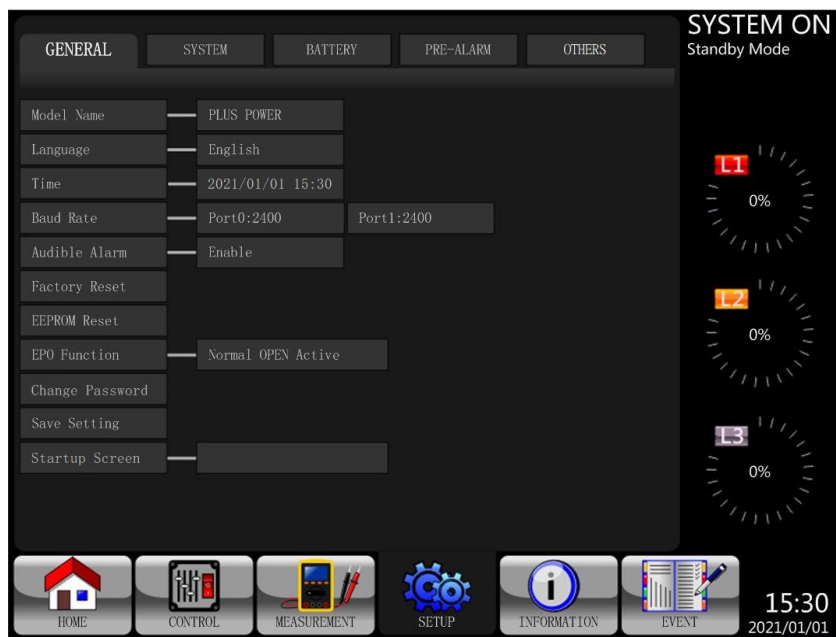 SYSTEM ON
Standby Mode
GENERAL SYSTEM BATTERY PRE-ALARM OTHERS
Model Name PLUS POWER
Language English
Time 2021/01/01 15:30
Baud Rate Port0:2400 Port1:2400
Audible Alarm Enable
Factory Reset
EEPROM Reset
EPO Function Normal OPEN Active
Change Password
Save Setting
Startup Screen
L1
0%
L2
0%
L3
0%
HOME CONTROL MEASUREMENT SETUP INFORMATION EVENT
15:30
2021/01/01